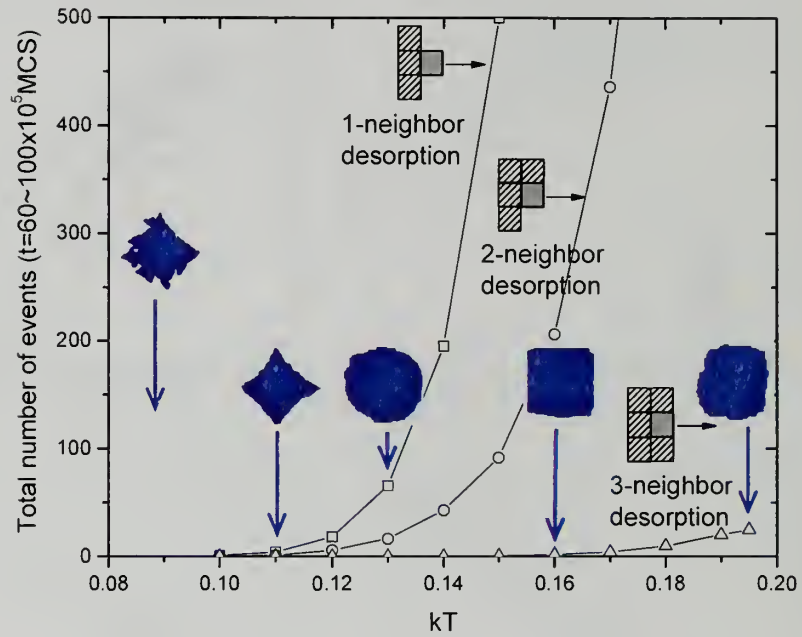 500
400
300
200
100
0
Total number of events (t=60~100x10⁵MCS)
1-neighbor
desorption
2-neighbor
desorption
3-neighbor
desorption
0.08
0.10
0.12
0.14
0.16
0.18
0.20
kT